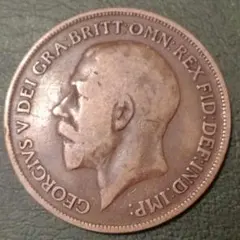 GEORGIVS V DEI GRA: BRITT: OMN: REX FID: DEF: IND: IMP: